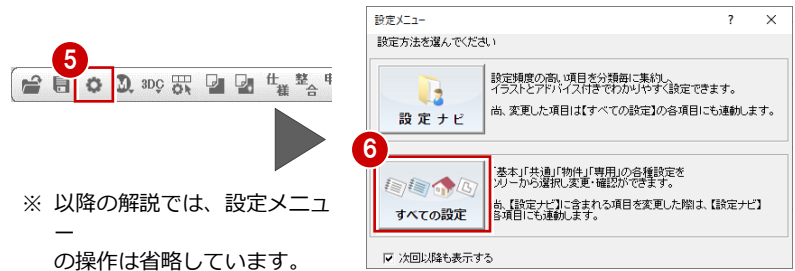 5
3DC
仕様
整合
※ 以降の解説では、設定メニュ
ー
の操作は省略しています。
設定メニュー ? ×
設定方法を選んでください
設定ナビ
設定頻度の高い項目を分類毎に集約し、
イラストとアドバイス付きでわかりやすく設定できます。
尚、変更した項目は【すべての設定】の各項目にも連動します。
6
すべての設定
「基本」「共通」「物件」「専用」の各種設定を
ツリーから選択し変更・確認ができます。
尚、【設定ナビ】に含まれる項目を変更した際は、【設定ナビ】
各項目にも連動します。
次回以降も表示する